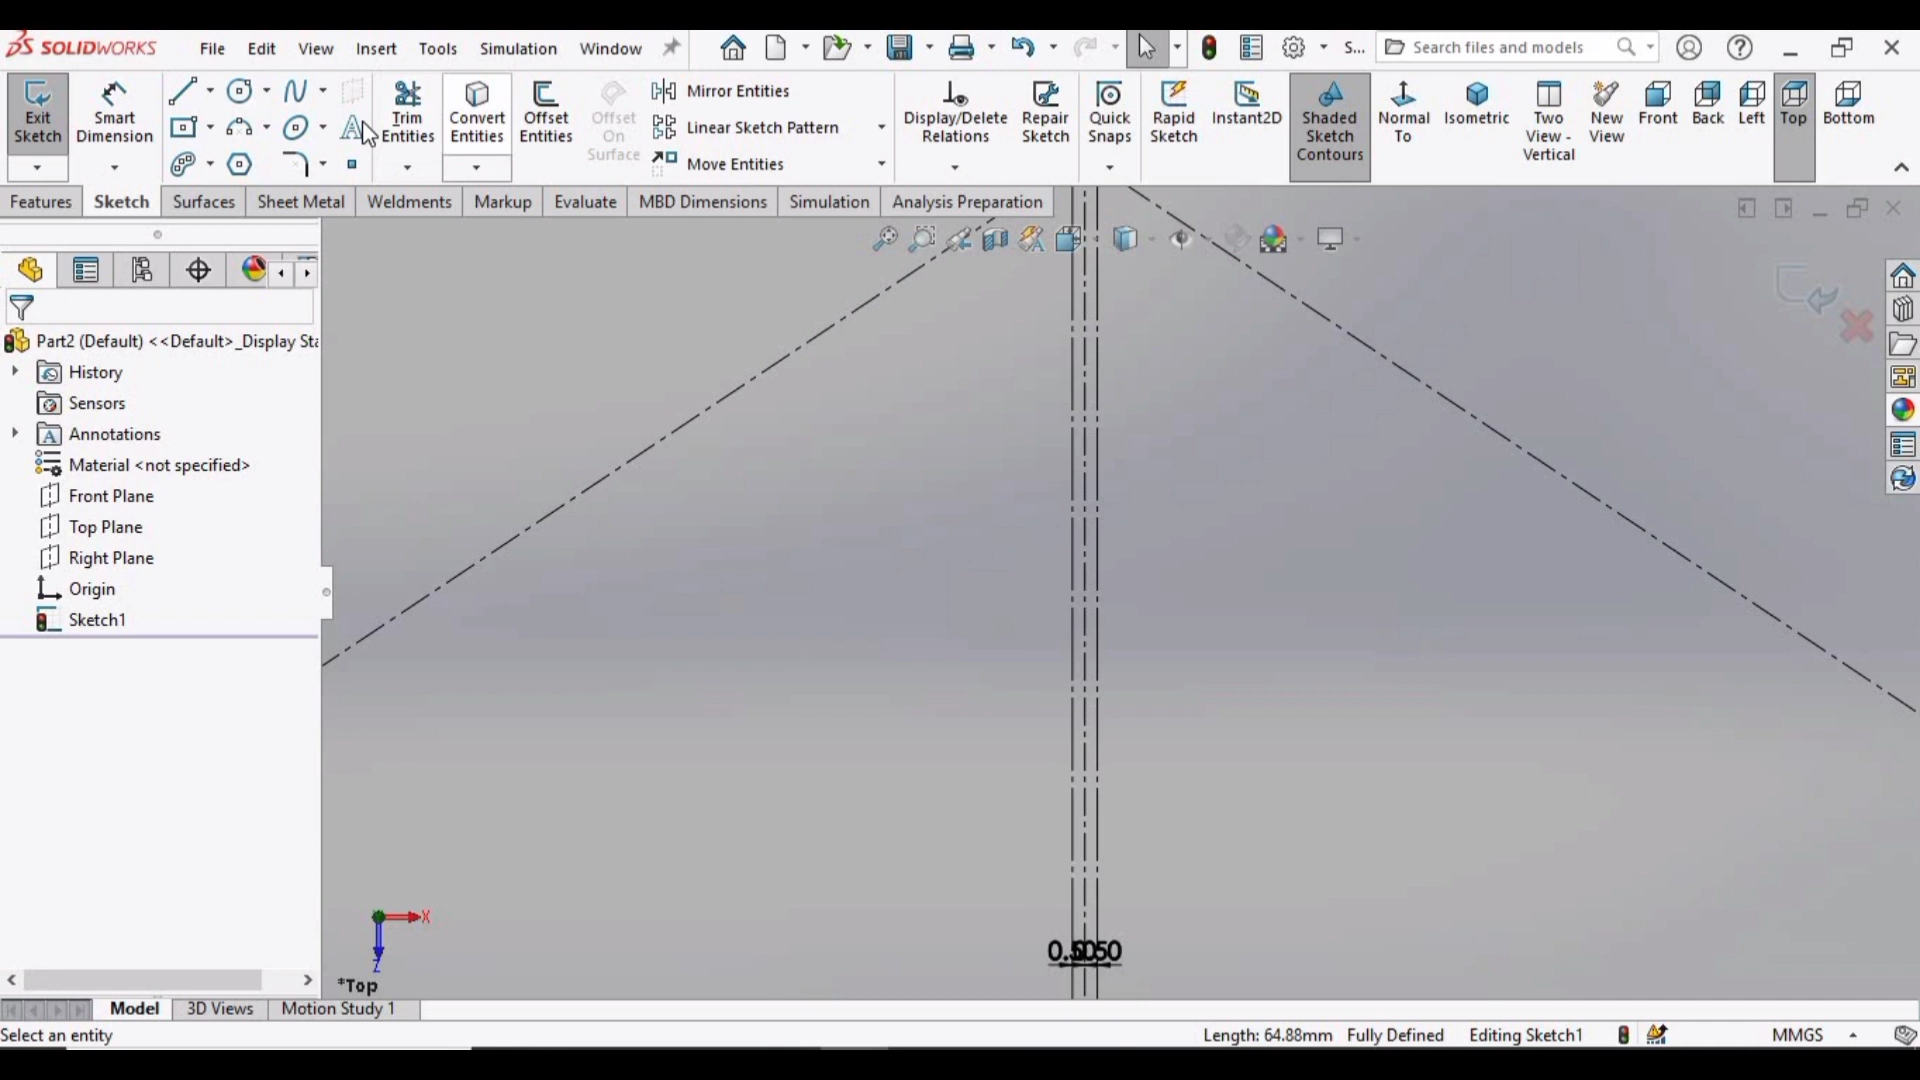 SOLIDWORKS File Edit View Insert Tools Simulation Window S... Search files and models
Exit Sketch Smart Dimension Trim Entities Convert Entities Offset Entities Offset On Surface Mirror Entities Linear Sketch Pattern Move Entities Display/Delete Relations Repair Sketch Quick Snaps Rapid Sketch Instant2D Shaded Sketch Contours Normal To Isometric Two View - Vertical New View Front Back Left Top Bottom
Features Sketch Surfaces Sheet Metal Weldments Markup Evaluate MBD Dimensions Simulation Analysis Preparation
Part2 (Default) <<Default>_Display Sta
History
Sensors
Annotations
Material <not specified>
Front Plane
Top Plane
Right Plane
Origin
Sketch1
X
Z
*Top
Model 3D Views Motion Study 1
Select an entity Length: 64.88mm Fully Defined Editing Sketch1 MMGS